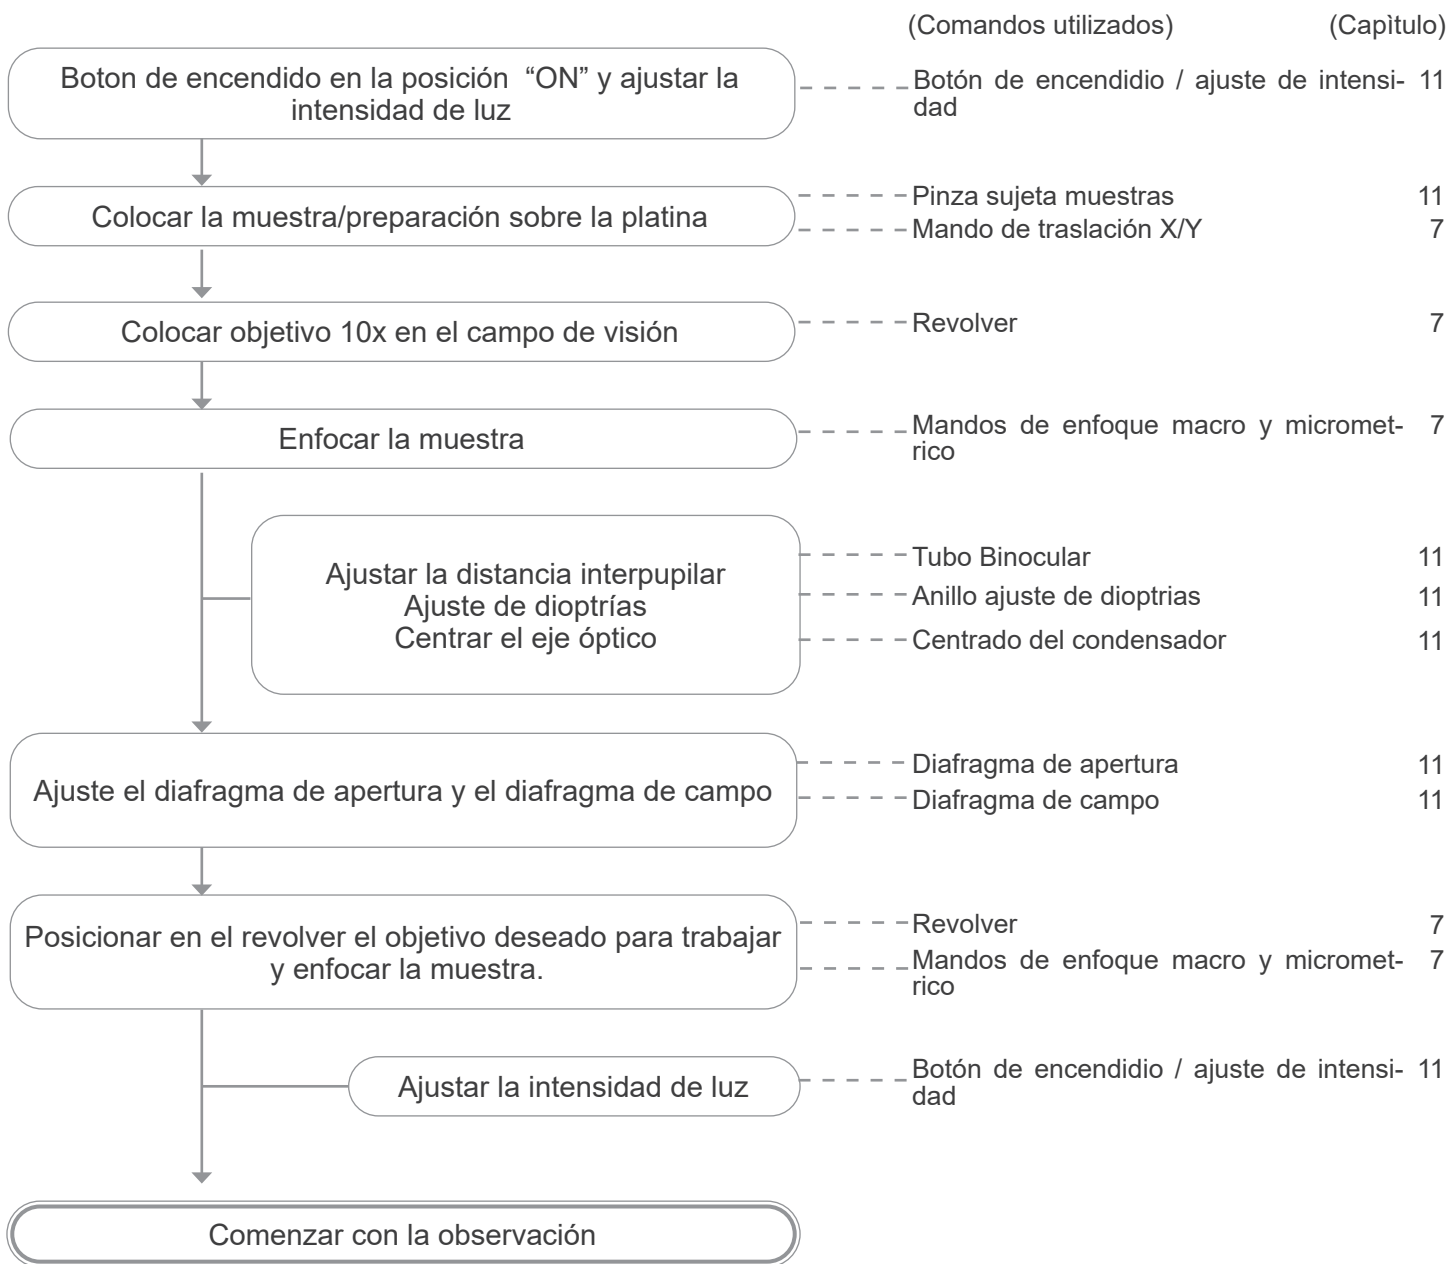 (Comandos utilizados) (Capìtulo)
Boton de encendido en la posición “ON” y ajustar la
intensidad de luz
Botón de encendidio / ajuste de intensi- 11
dad
Colocar la muestra/preparación sobre la platina
Pinza sujeta muestras 11
Mando de traslación X/Y 7
Colocar objetivo 10x en el campo de visión
Revolver 7
Enfocar la muestra
Mandos de enfoque macro y micromet- 7
rico
Ajustar la distancia interpupilar
Ajuste de dioptrías
Centrar el eje óptico
Tubo Binocular 11
Anillo ajuste de dioptrias 11
Centrado del condensador 11
Ajuste el diafragma de apertura y el diafragma de campo
Diafragma de apertura 11
Diafragma de campo 11
Posicionar en el revolver el objetivo deseado para trabajar
y enfocar la muestra.
Revolver 7
Mandos de enfoque macro y micromet- 7
rico
Ajustar la intensidad de luz
Botón de encendidio / ajuste de intensi- 11
dad
Comenzar con la observación